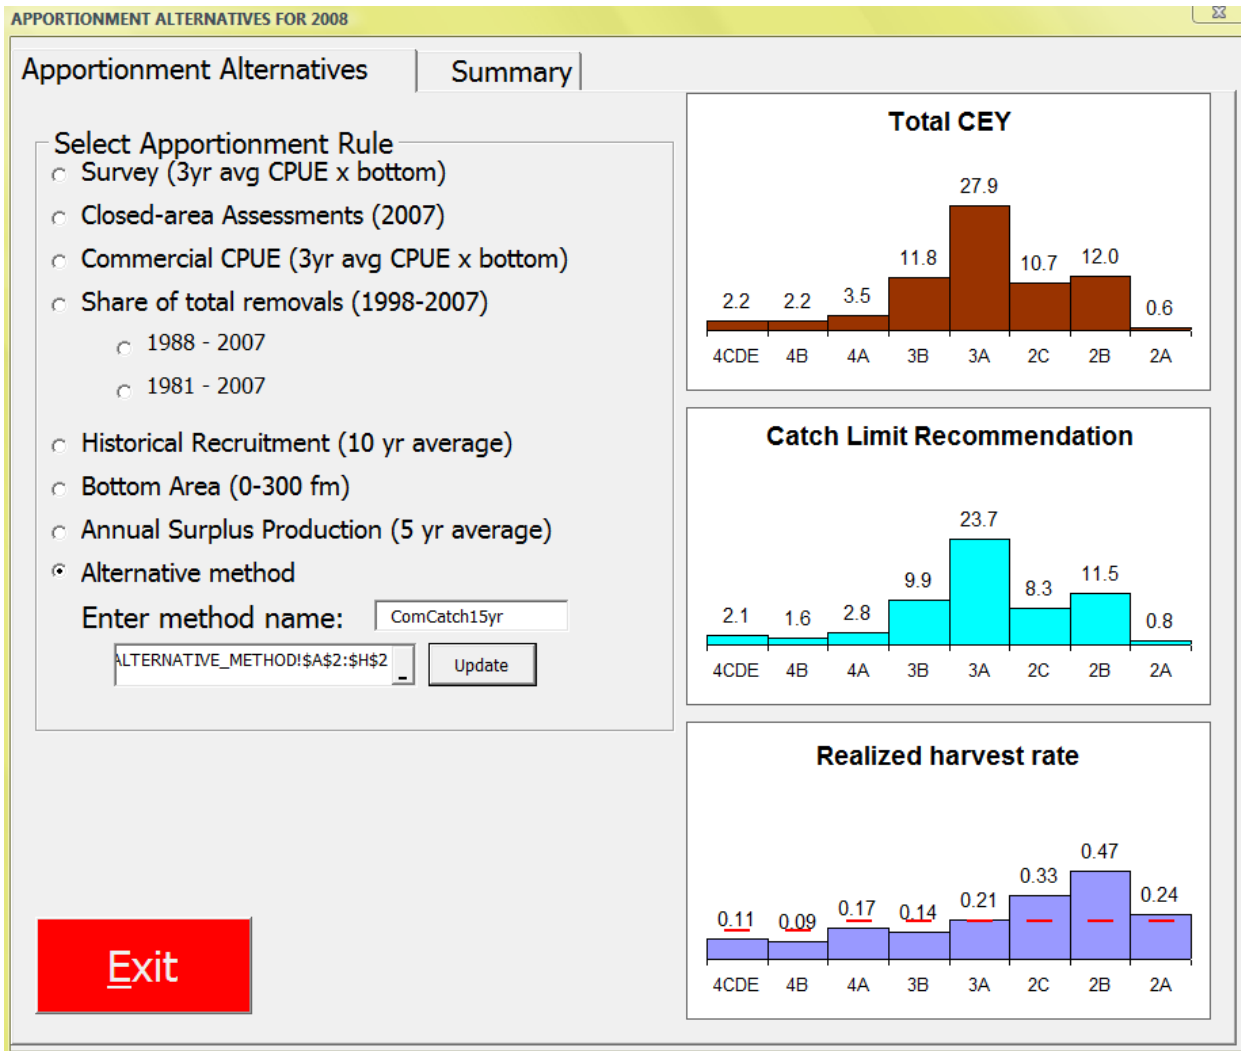 APPORTIONMENT ALTERNATIVES FOR 2008
Apportionment Alternatives
Summary
Select Apportionment Rule
Survey (3yr avg CPUE x bottom)
Closed-area Assessments (2007)
Commercial CPUE (3yr avg CPUE x bottom)
Share of total removals (1998-2007)
1988 - 2007
1981 - 2007
Historical Recruitment (10 yr average)
Bottom Area (0-300 fm)
Annual Surplus Production (5 yr average)
Alternative method
Enter method name: ComCatch15yr
ALTERNATIVE_METHOD!$A$2:$H$2 Update
Exit
Total CEY
2.2 2.2 3.5 11.8 27.9 10.7 12.0 0.6
4CDE 4B 4A 3B 3A 2C 2B 2A
Catch Limit Recommendation
2.1 1.6 2.8 9.9 23.7 8.3 11.5 0.8
4CDE 4B 4A 3B 3A 2C 2B 2A
Realized harvest rate
0.11 0.09 0.17 0.14 0.21 0.33 0.47 0.24
4CDE 4B 4A 3B 3A 2C 2B 2A